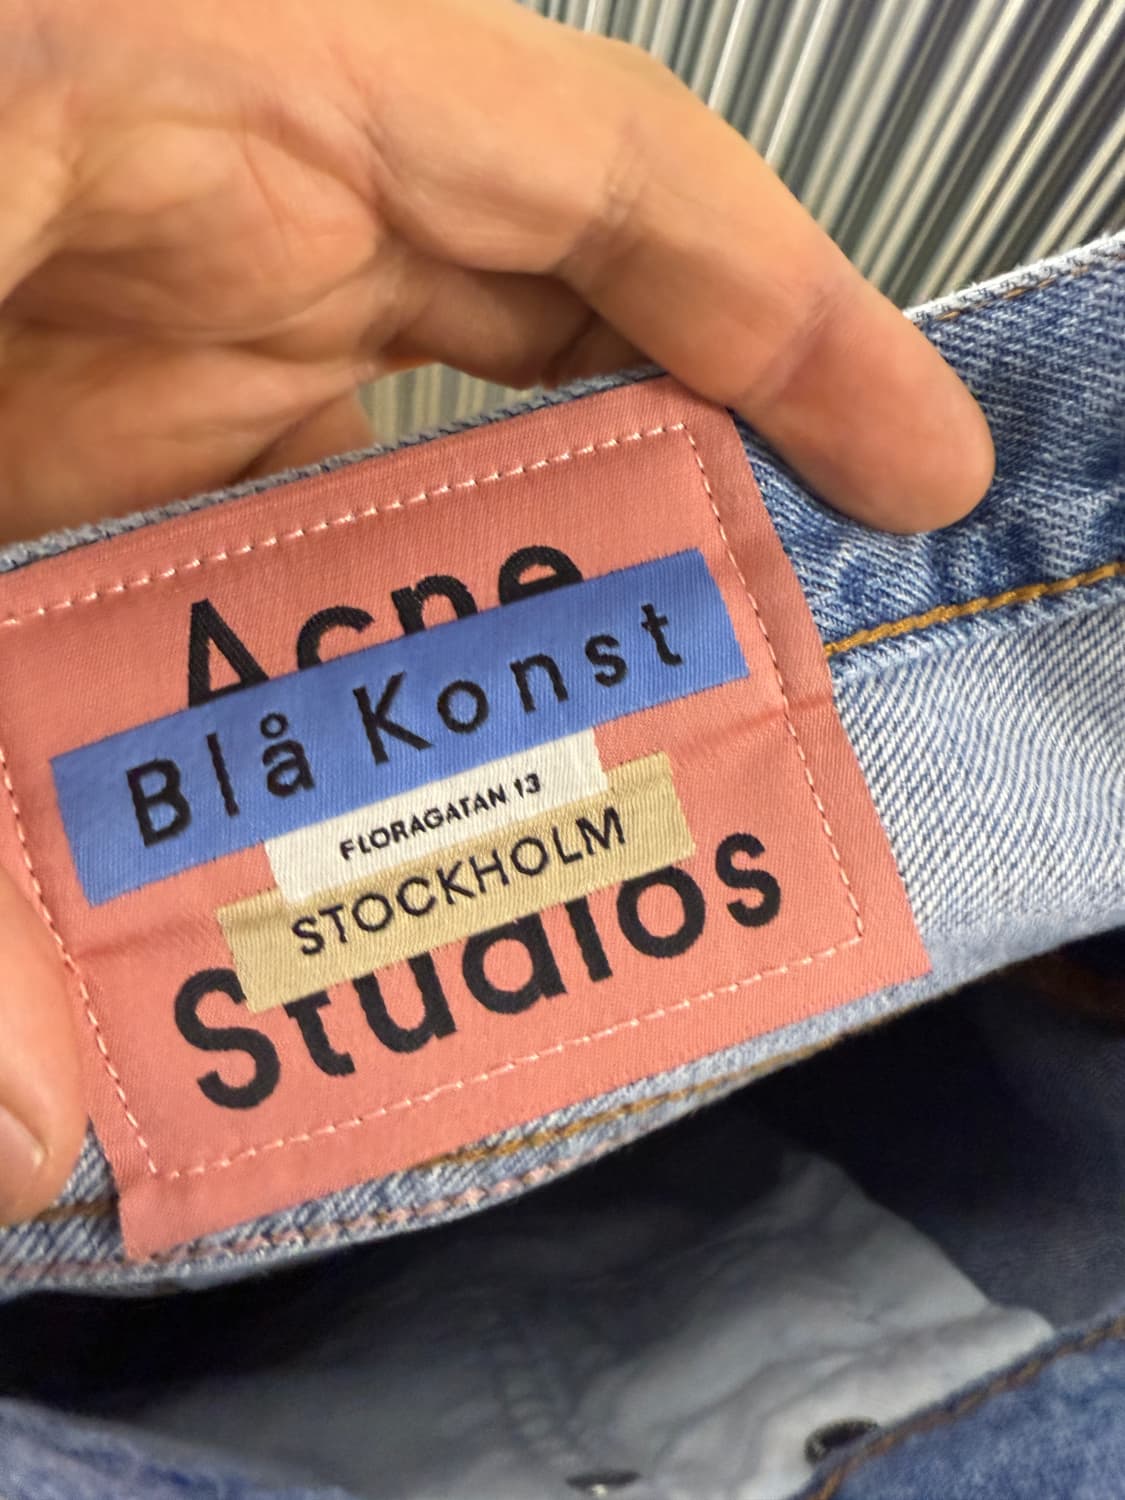 Acne
Blå Konst
FLORAGATAN 13
STOCKHOLM
Studios